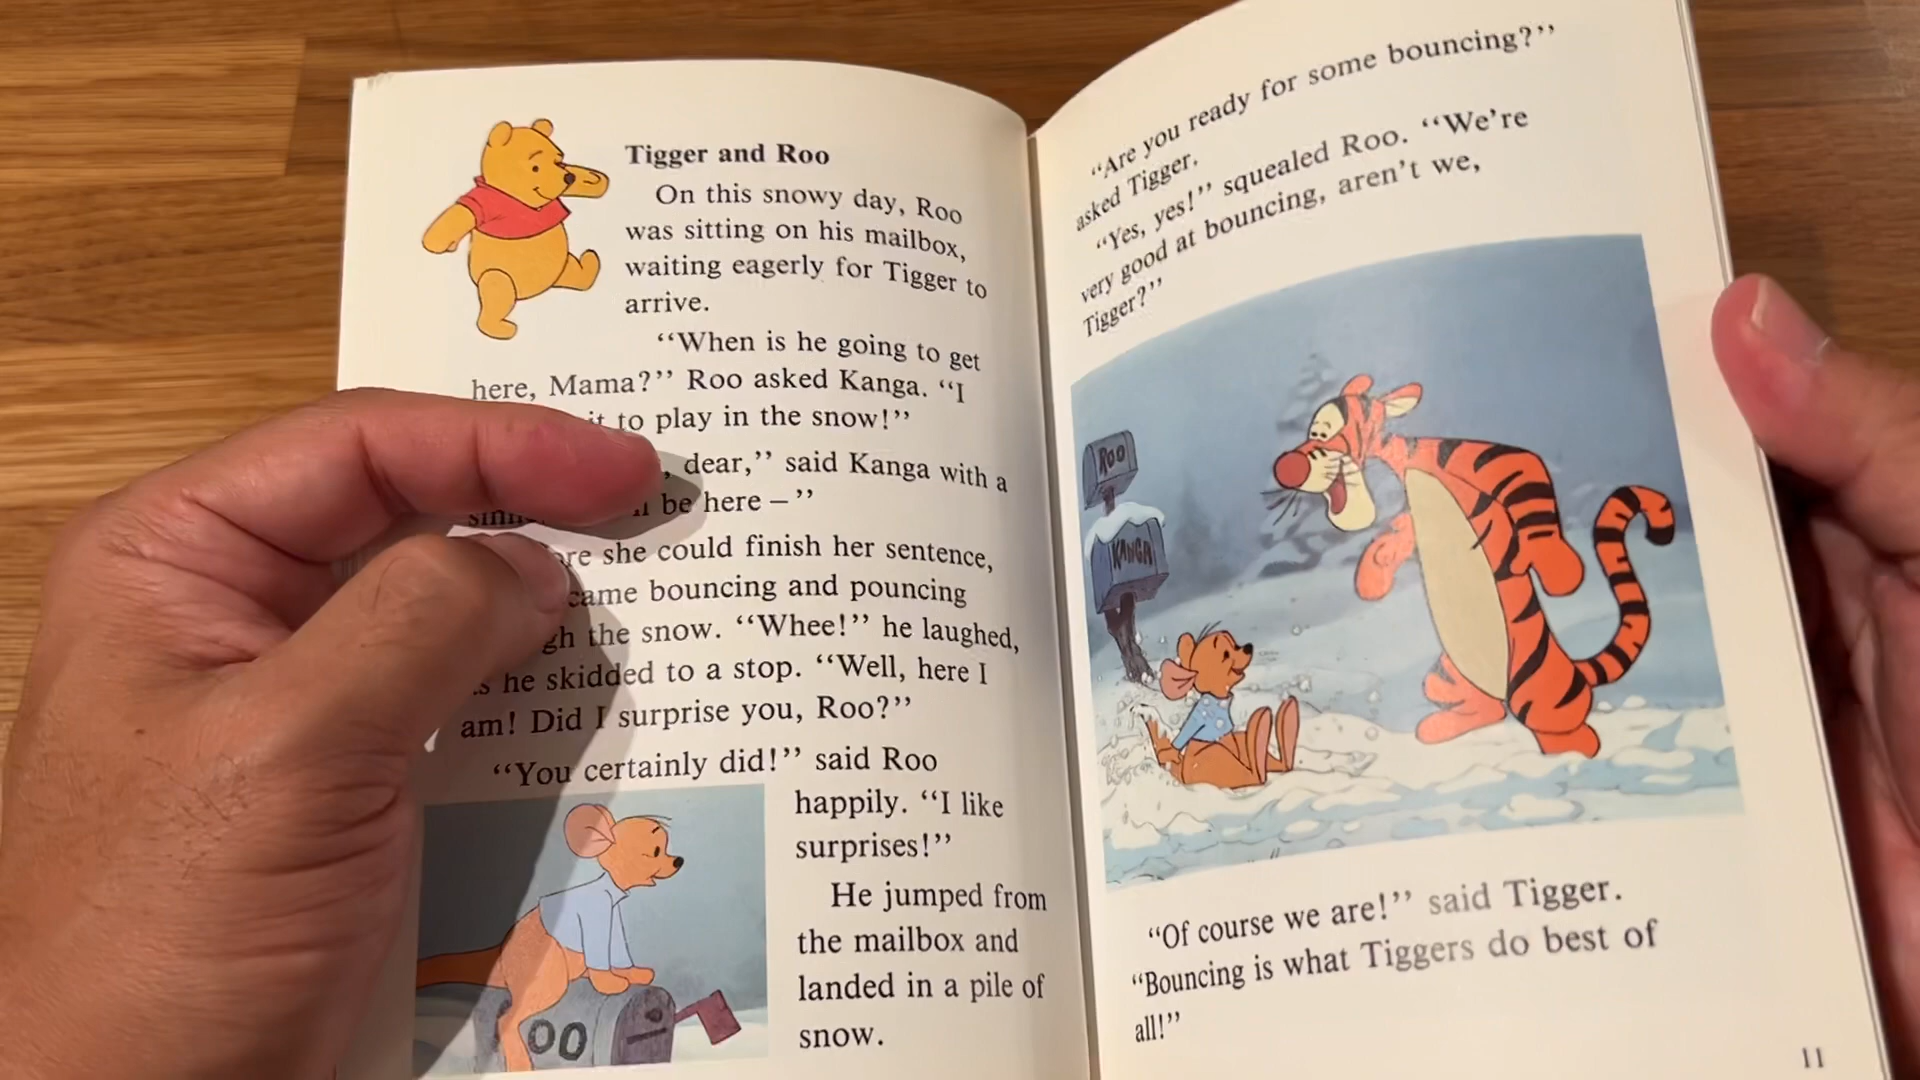 Tigger and Roo
On this snowy day, Roo
was sitting on his mailbox,
waiting eagerly for Tigger to
arrive.
“When is he going to get
here, Mama?” Roo asked Kanga. “I
to play in the snow!”
dear,” said Kanga with a
be here – ”
she could finish her sentence,
came bouncing and pouncing
the snow. “Whee!” he laughed,
he skidded to a stop. “Well, here I
am! Did I surprise you, Roo?”
“You certainly did!” said Roo
happily. “I like
surprises!”
He jumped from
the mailbox and
landed in a pile of
snow.
OO
“Are you ready for some bouncing?”
asked Tigger.
“Yes, yes!” squealed Roo. “We’re
very good at bouncing, aren’t we,
Tigger?”
ROO
KANGA
“Of course we are!” said Tigger.
“Bouncing is what Tiggers do best of
all!”
11